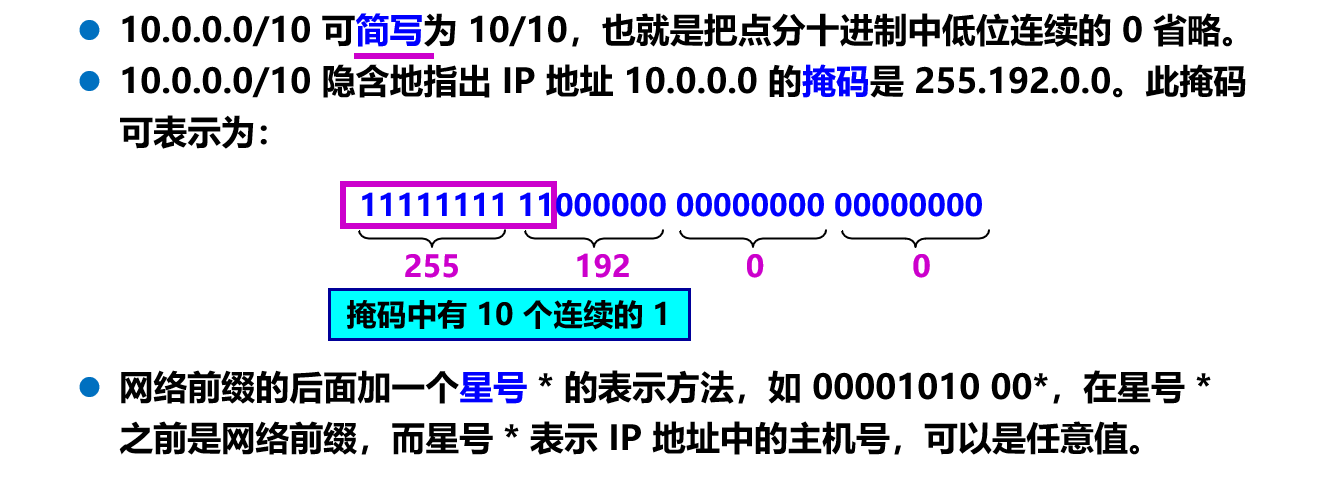 ● 10.0.0.0/10 可简写为 10/10，也就是把点分十进制中低位连续的 0 省略。
● 10.0.0.0/10 隐含地指出 IP 地址 10.0.0.0 的掩码是 255.192.0.0。此掩码
可表示为：
11111111 11000000 00000000 00000000
255 192 0 0
掩码中有 10 个连续的 1
● 网络前缀的后面加一个星号 * 的表示方法，如 00001010 00*，在星号 *
之前是网络前缀，而星号 * 表示 IP 地址中的主机号，可以是任意值。